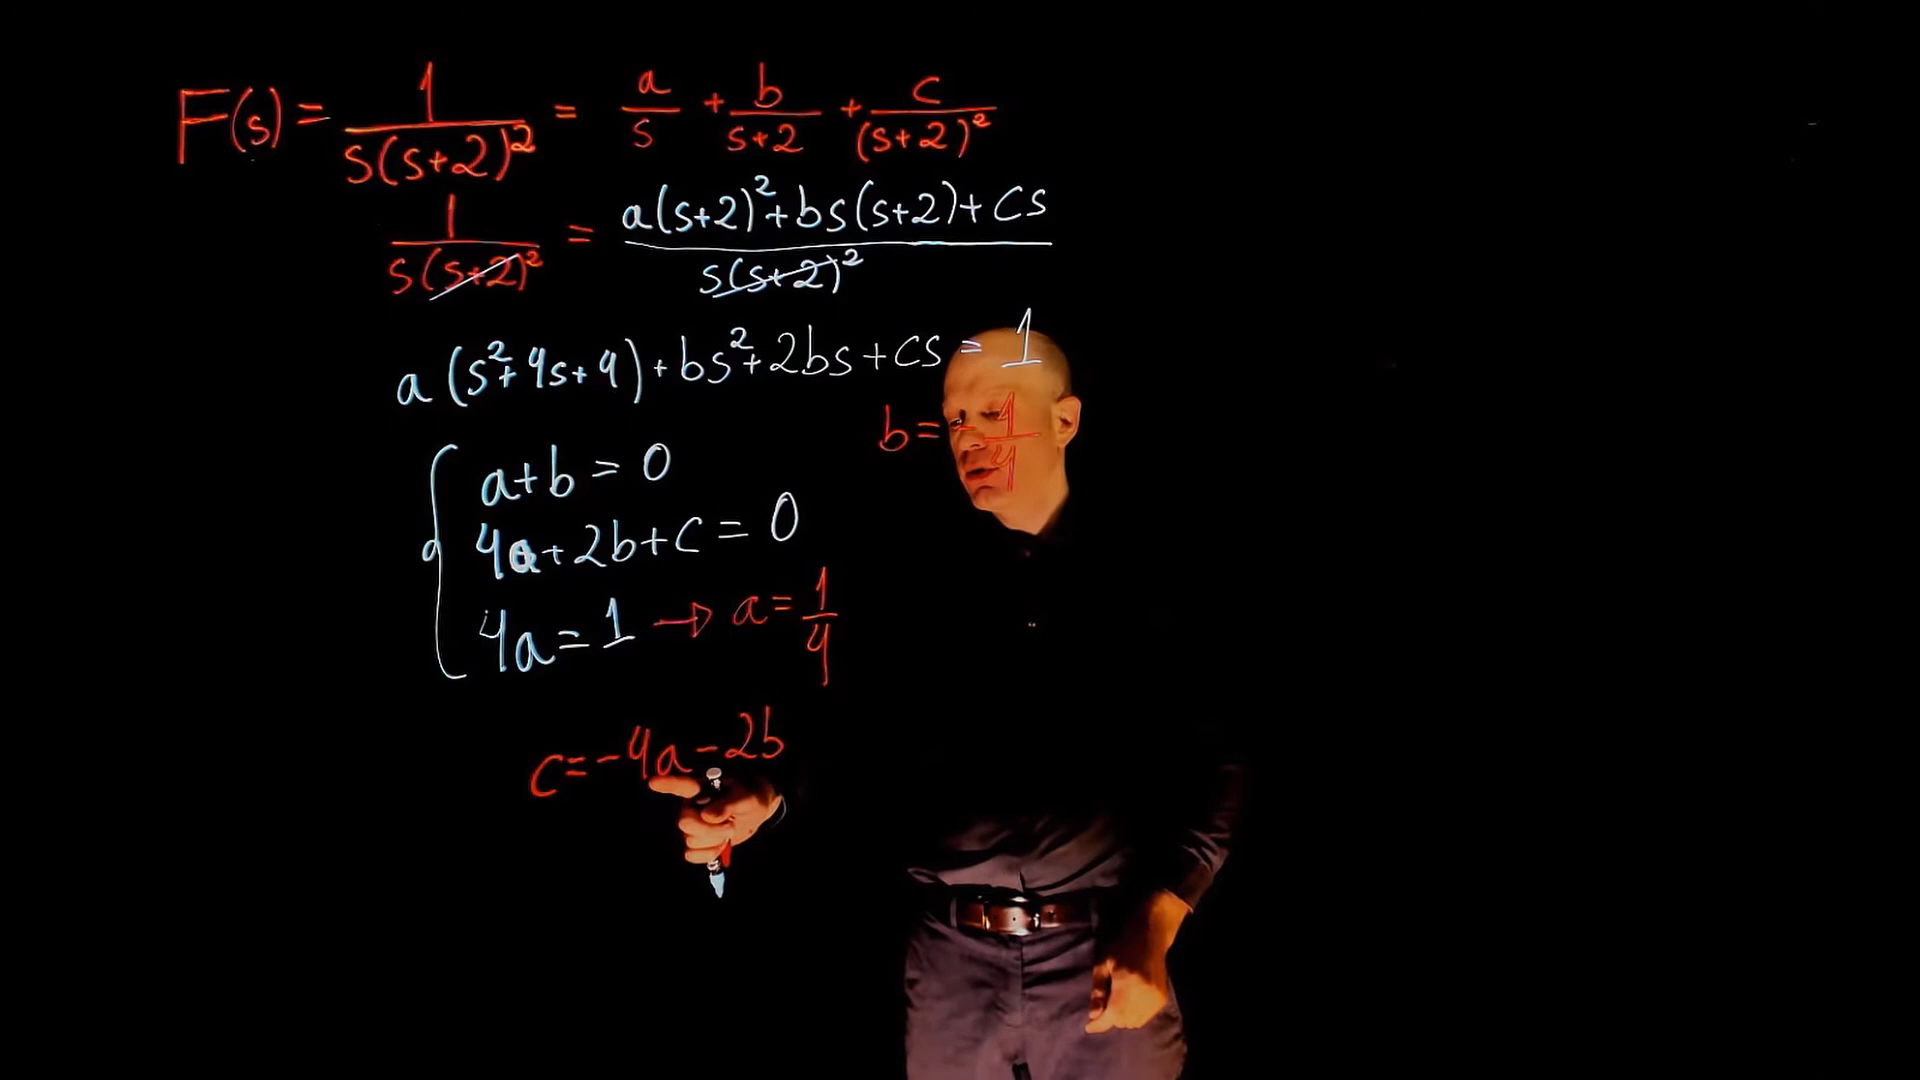 F(s) = 1/(s(s+2)²) = a/s + b/(s+2) + c/(s+2)²
1/(s(s+2)²) = (a(s+2)² + bs(s+2) + cs)/(s(s+2)²)
a(s²+4s+4) + bs² + 2bs + cs = 1
b = -1/4
a+b = 0
4a+2b+c = 0
4a = 1 → a = 1/4
c = -4a - 2b